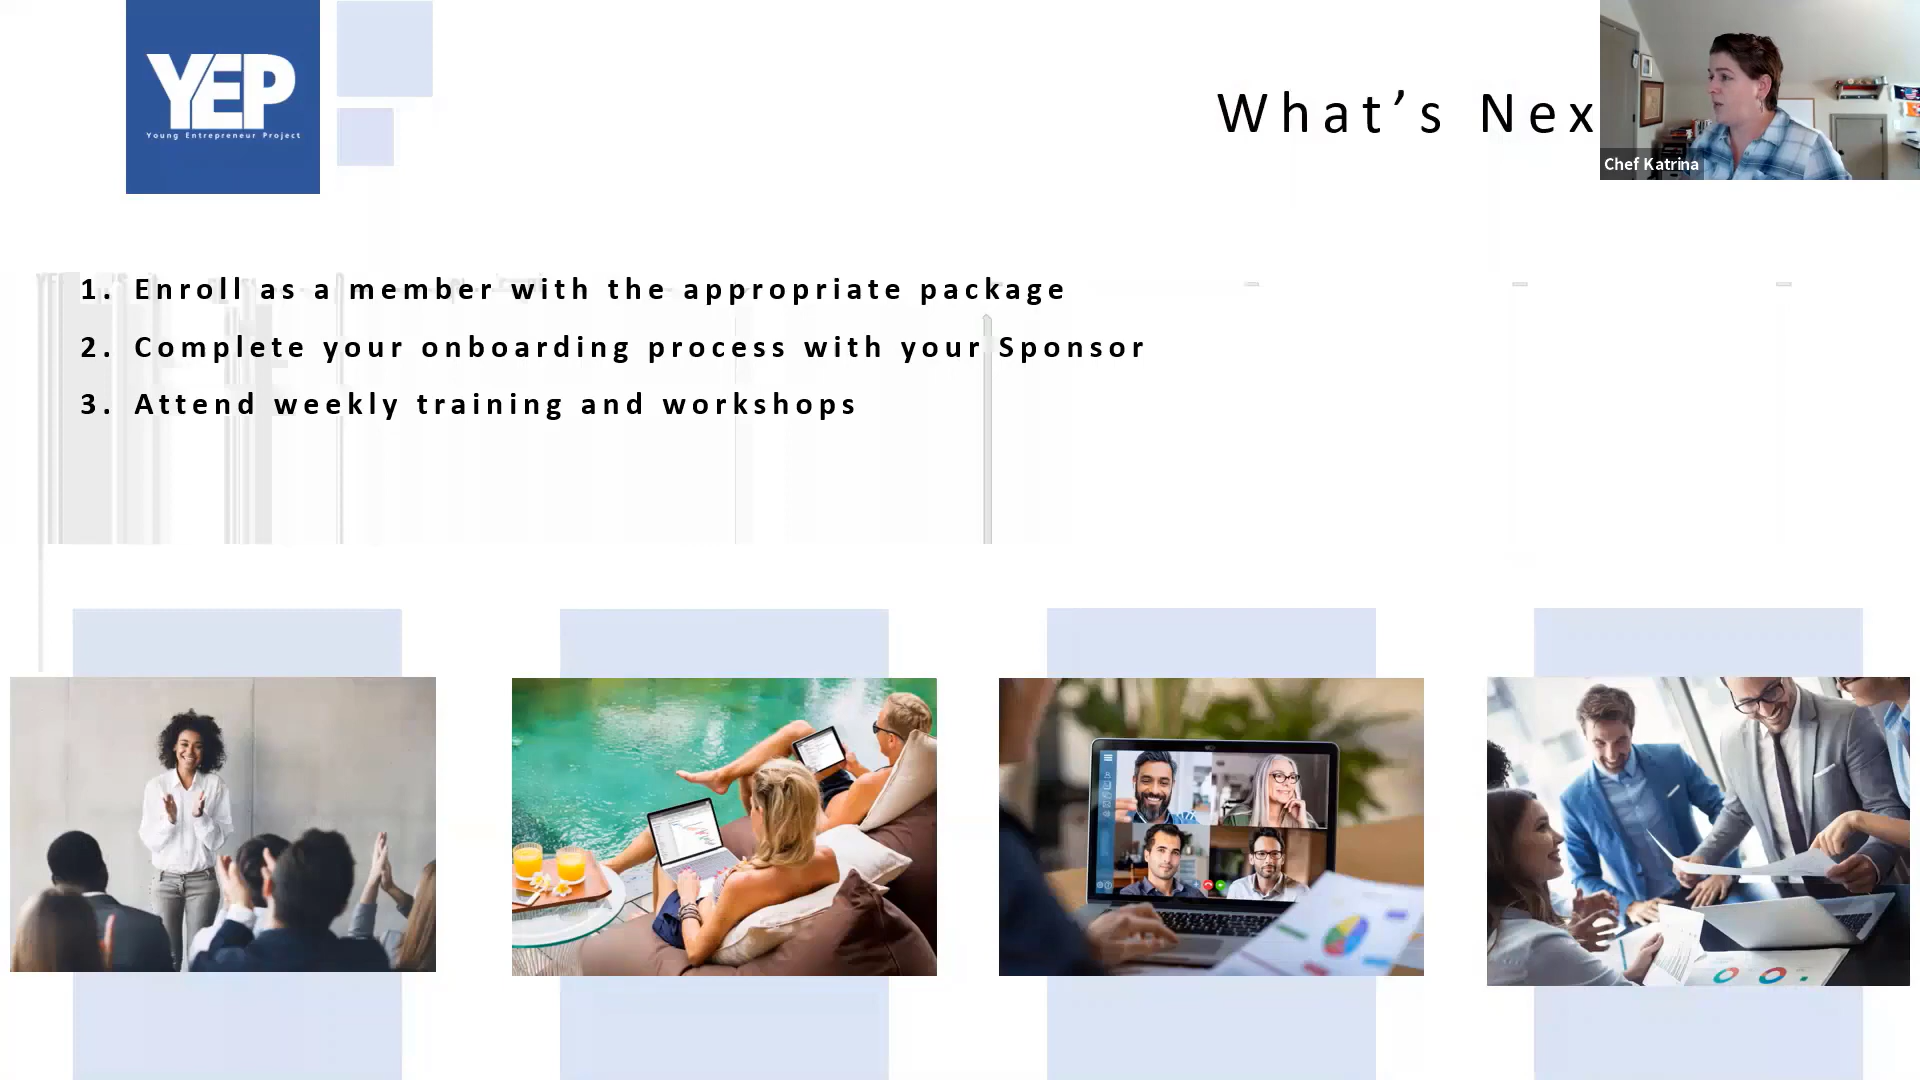 YEP
Young Entrepreneur Project
What’s Nex
Chef Katrina
1. Enroll as a member with the appropriate package
2. Complete your onboarding process with your Sponsor
3. Attend weekly training and workshops